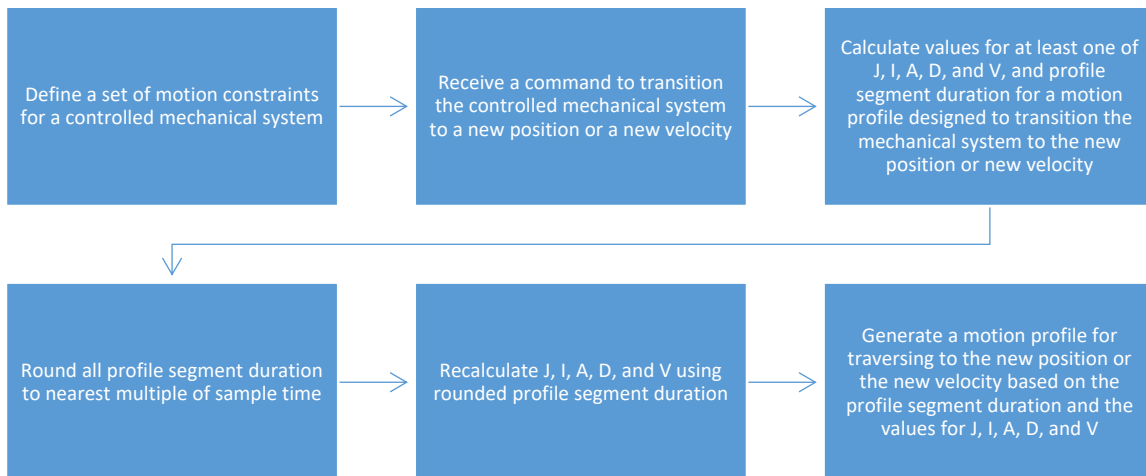 Define a set of motion constraints
for a controlled mechanical system
Receive a command to transition
the controlled mechanical system
to a new position or a new velocity
Calculate values for at least one of
J, I, A, D, and V, and profile
segment duration for a motion
profile designed to transition the
mechanical system to the new
position or new velocity
Round all profile segment duration
to nearest multiple of sample time
Recalculate J, I, A, D, and V using
rounded profile segment duration
Generate a motion profile for
traversing to the new position or
the new velocity based on the
profile segment duration and the
values for J, I, A, D, and V